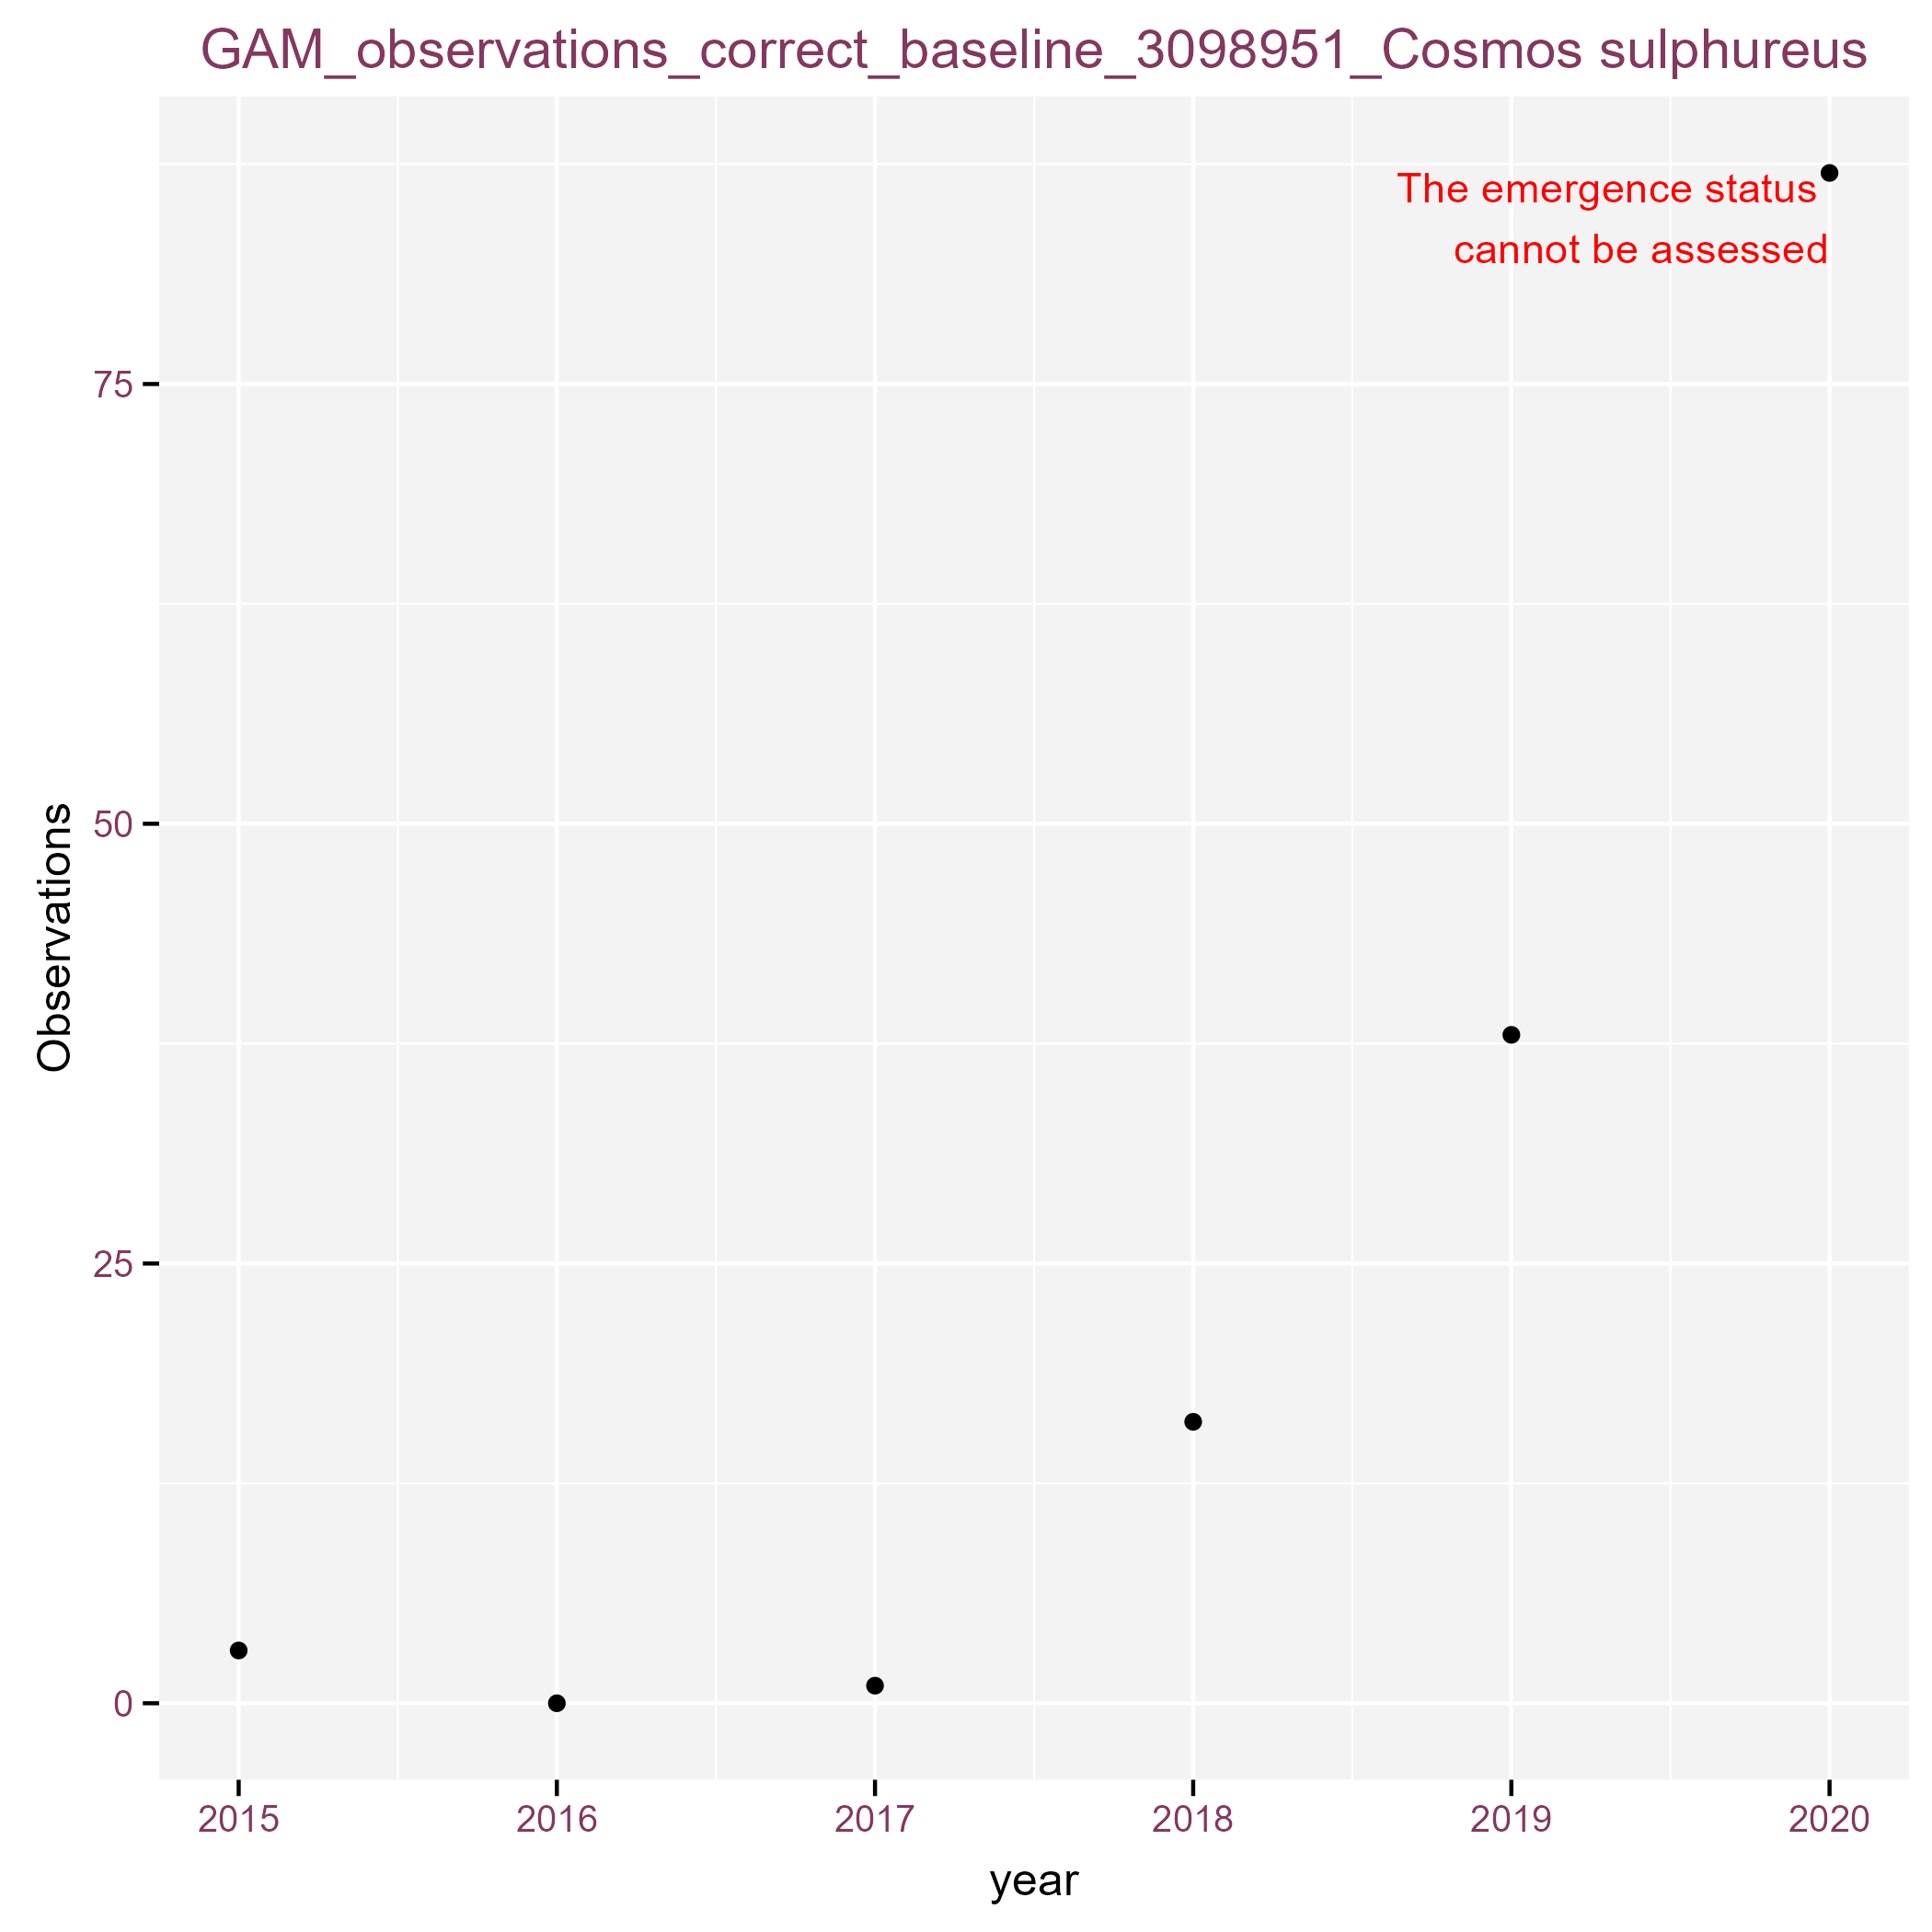 GAM_observations_correct_baseline_3098951_Cosmos sulphureus
The emergence status
cannot be assessed
75
50
25
0
Observations
2015 2016 2017 2018 2019 2020
year